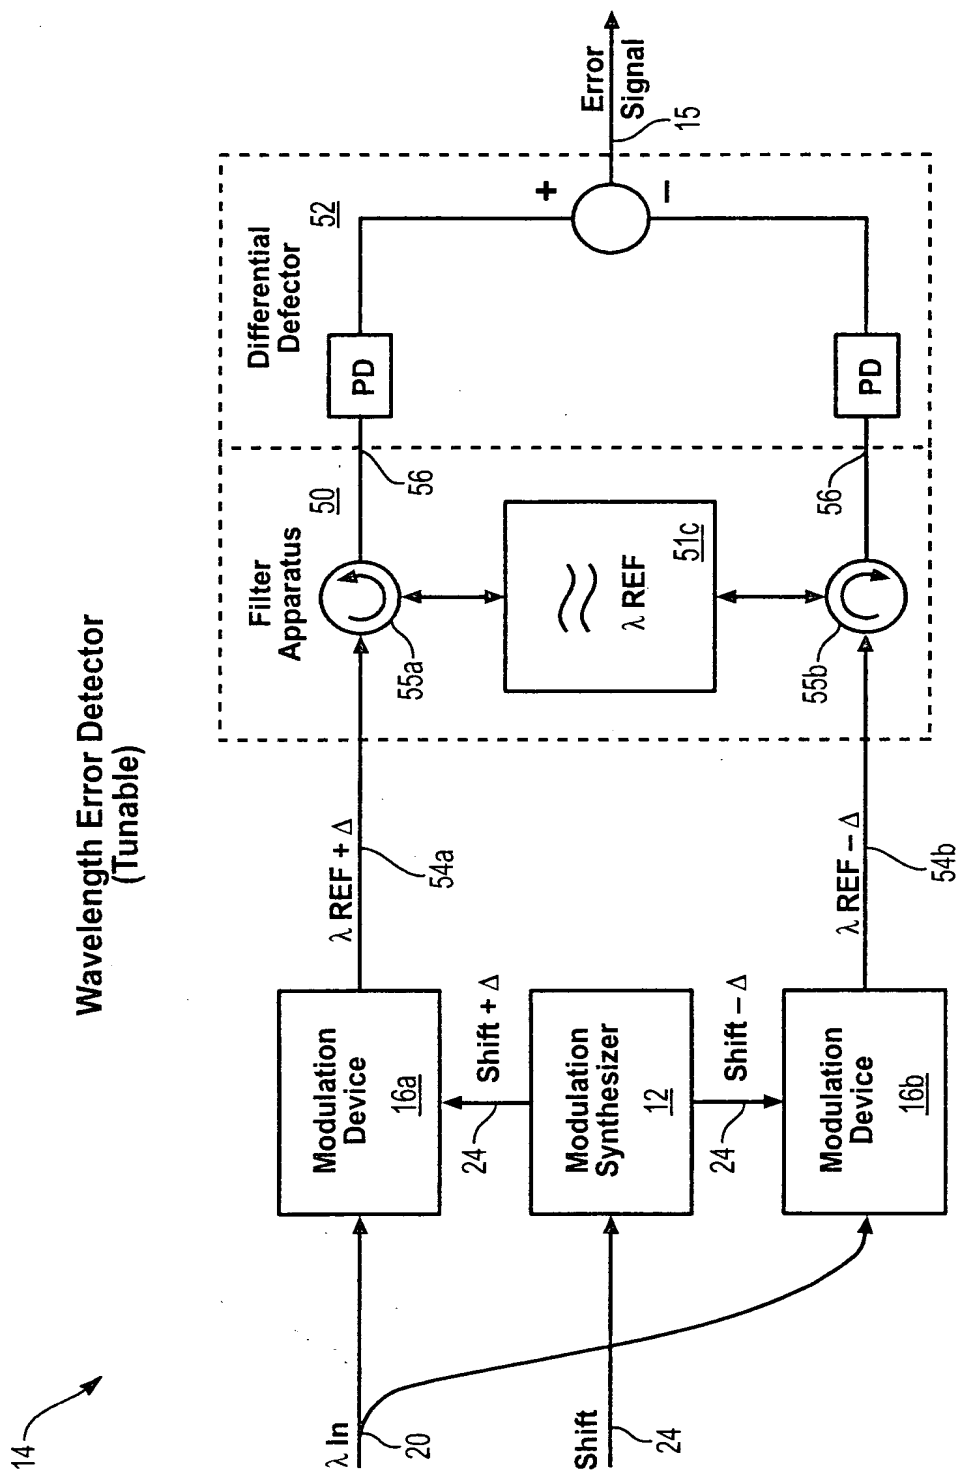 Wavelength Error Detector
(Tunable)
14
λ In
20
Shift
24
Modulation
Device
16a
24
Shift + Δ
Modulation
Synthesizer
12
24
Shift – Δ
Modulation
Device
16b
λ REF + Δ
54a
λ REF – Δ
54b
Filter
Apparatus
50
55a
56
λ REF
51c
55b
56
Differential
Defector
52
PD
PD
+
–
Error
Signal
15